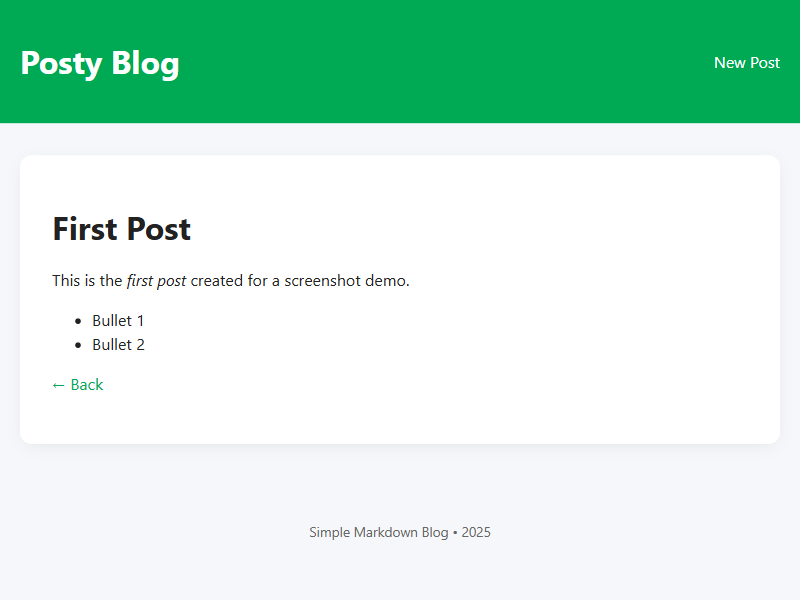 Posty Blog
New Post
First Post
This is the first post created for a screenshot demo.
• Bullet 1
• Bullet 2
← Back
Simple Markdown Blog • 2025